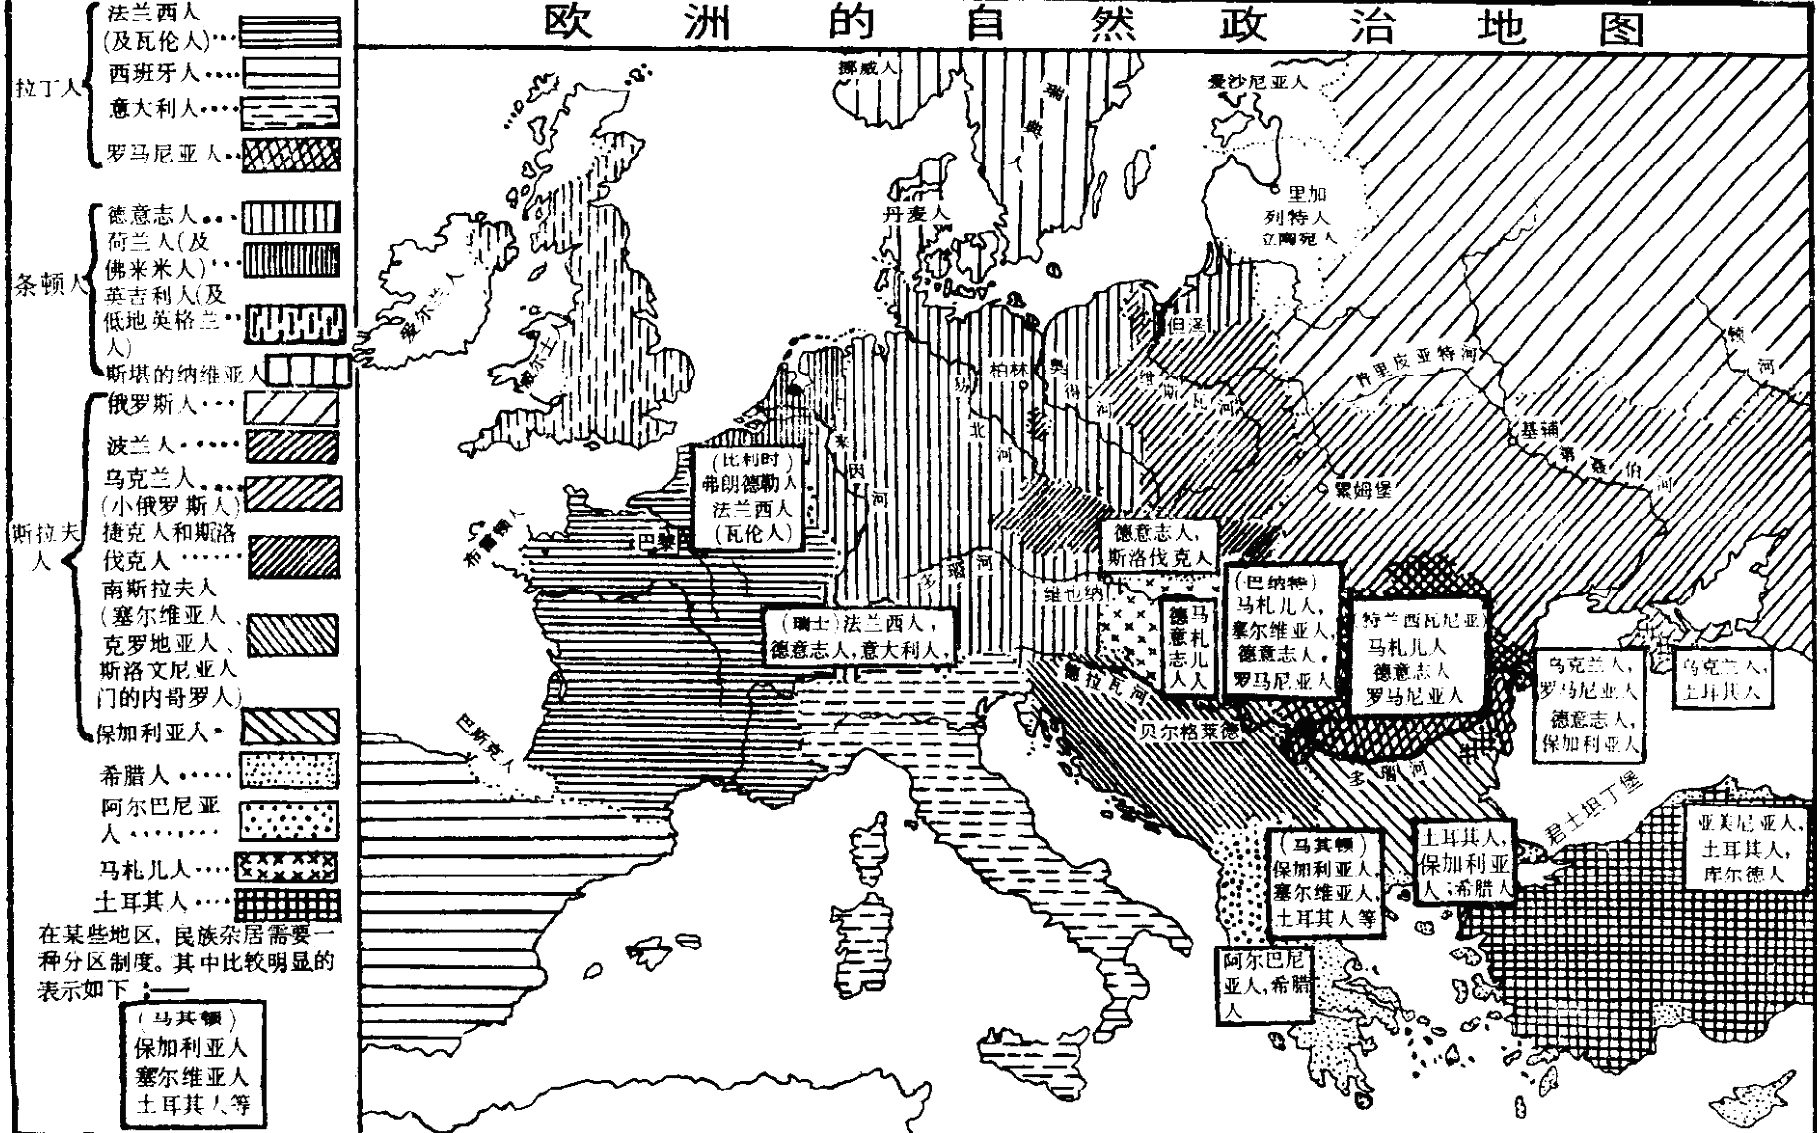 欧洲的自然政治地图
拉丁人
法兰西人
(及瓦伦人)
西班牙人
意大利人
罗马尼亚人
条顿人
德意志人
荷兰人(及
佛来米人)
英吉利人(及
低地英格兰
人)
斯堪的纳维亚人
斯拉夫
人
俄罗斯人
波兰人
乌克兰人
(小俄罗斯人)
捷克人和斯洛
伐克人
南斯拉夫人
(塞尔维亚人、
克罗地亚人、
斯洛文尼亚人
门的内哥罗人)
保加利亚人
希腊人
阿尔巴尼亚
人
马札儿人
土耳其人
在某些地区，民族杂居需要一
种分区制度。其中比较明显的
表示如下：——
(马其顿)
保加利亚人
塞尔维亚人
土耳其人等
挪威人
瑞典人
爱沙尼亚人
里加
列特人
立陶宛人
丹麦人
爱尔兰人
威尔士
但泽
柏林
奥得河
维斯瓦河
易北河
莱因河
普里皮亚特河
顿河
基辅
第聂伯河
累姆堡
(比利时)
弗朗德勒人
法兰西人
(瓦伦人)
布雷顿人
巴黎
多瑙河
维也纳
德意志人,
斯洛伐克人
(瑞士)法兰西人,
德意志人,意大利人,
德意志人
马札儿人
(巴纳特)
马札儿人,
塞尔维亚人,
德意志人,
罗马尼亚人
特兰西瓦尼亚
马札儿人
德意志人
罗马尼亚人
乌克兰人,
罗马尼亚人
德意志人,
保加利亚人
乌克兰人,
土耳其人
德拉瓦河
贝尔格莱德
多瑙河
巴斯克人
君士坦丁堡
(马其顿)
保加利亚人,
塞尔维亚人,
土耳其人等
土耳其人,
保加利亚
人,希腊人
亚美尼亚人,
土耳其人,
库尔德人
阿尔巴尼
亚人,希腊
人